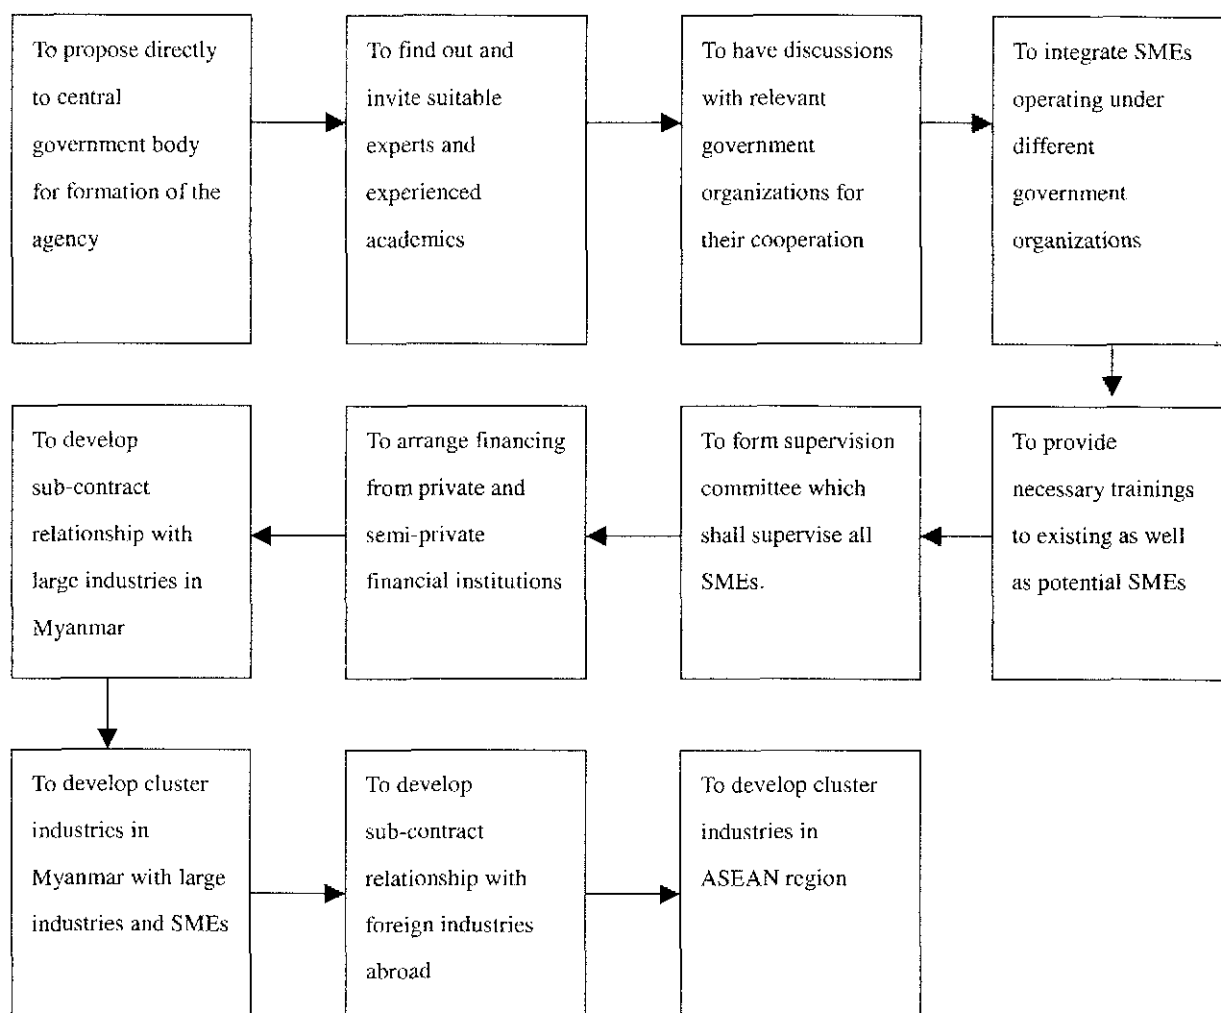 To propose directly
to central
government body
for formation of the
agency
To find out and
invite suitable
experts and
experienced
academics
To have discussions
with relevant
government
organizations for
their cooperation
To integrate SMEs
operating under
different
government
organizations
To provide
necessary trainings
to existing as well
as potential SMEs
To form supervision
committee which
shall supervise all
SMEs.
To arrange financing
from private and
semi-private
financial institutions
To develop
sub-contract
relationship with
large industries in
Myanmar
To develop cluster
industries in
Myanmar with large
industries and SMEs
To develop
sub-contract
relationship with
foreign industries
abroad
To develop cluster
industries in
ASEAN region